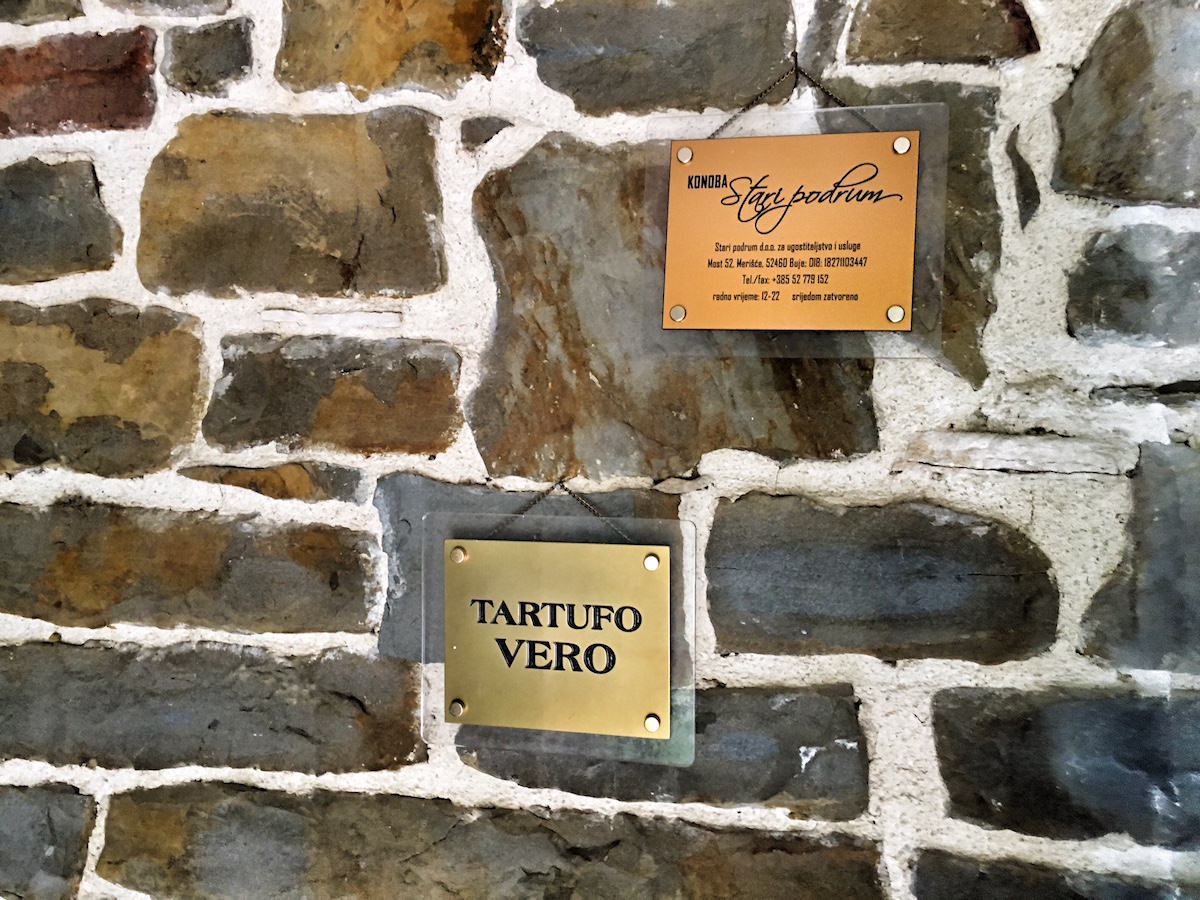 KONOBA Stari podrum
Stari podrum d.o.o. za ugostiteljstvo i usluge
Most 52, Merišće, 52460 Buje; OIB: 18271103447
Tel./fax: +385 52 779 152
radno vrijeme: 12-22 srijedom zatvoreno
TARTUFO
VERO